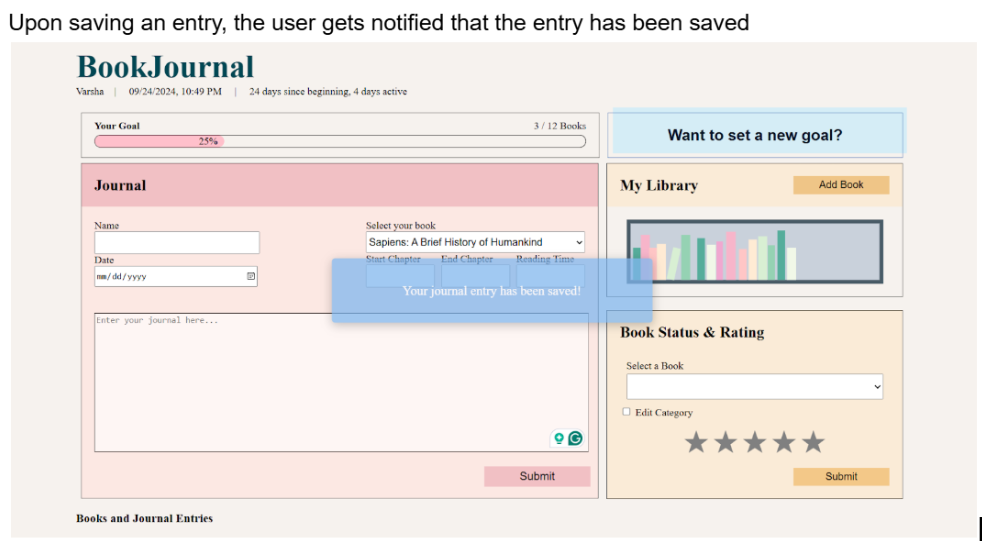 Upon saving an entry, the user gets notified that the entry has been saved
BookJournal
Varsha | 09/24/2024, 10:49 PM | 24 days since beginning, 4 days active
Your Goal
3 / 12 Books
25%
Want to set a new goal?
Journal
My Library
Add Book
Name
Select your book
Sapiens: A Brief History of Humankind
Date
Start Chapter
End Chapter
Reading Time
mm/dd/yyyy
Your journal entry has been saved!
Enter your journal here...
Book Status & Rating
Select a Book
Edit Category
Submit
Submit
Books and Journal Entries